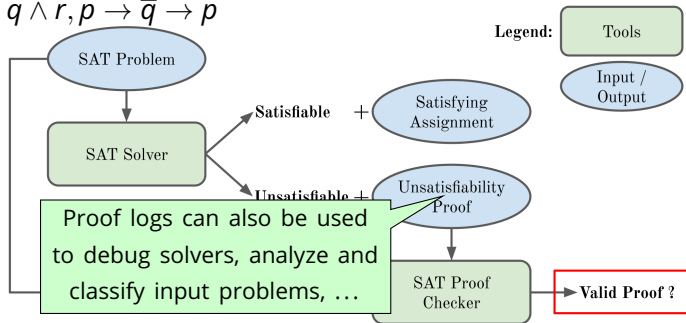 q ∧ r, p → q̅ → p
Legend:
Tools
SAT Problem
Input /
Output
Satisfiable + Satisfying
Assignment
SAT Solver
Unsatisfiable + Unsatisfiability
Proof
Proof logs can also be used
to debug solvers, analyze and
classify input problems, …
SAT Proof
Checker
Valid Proof ?